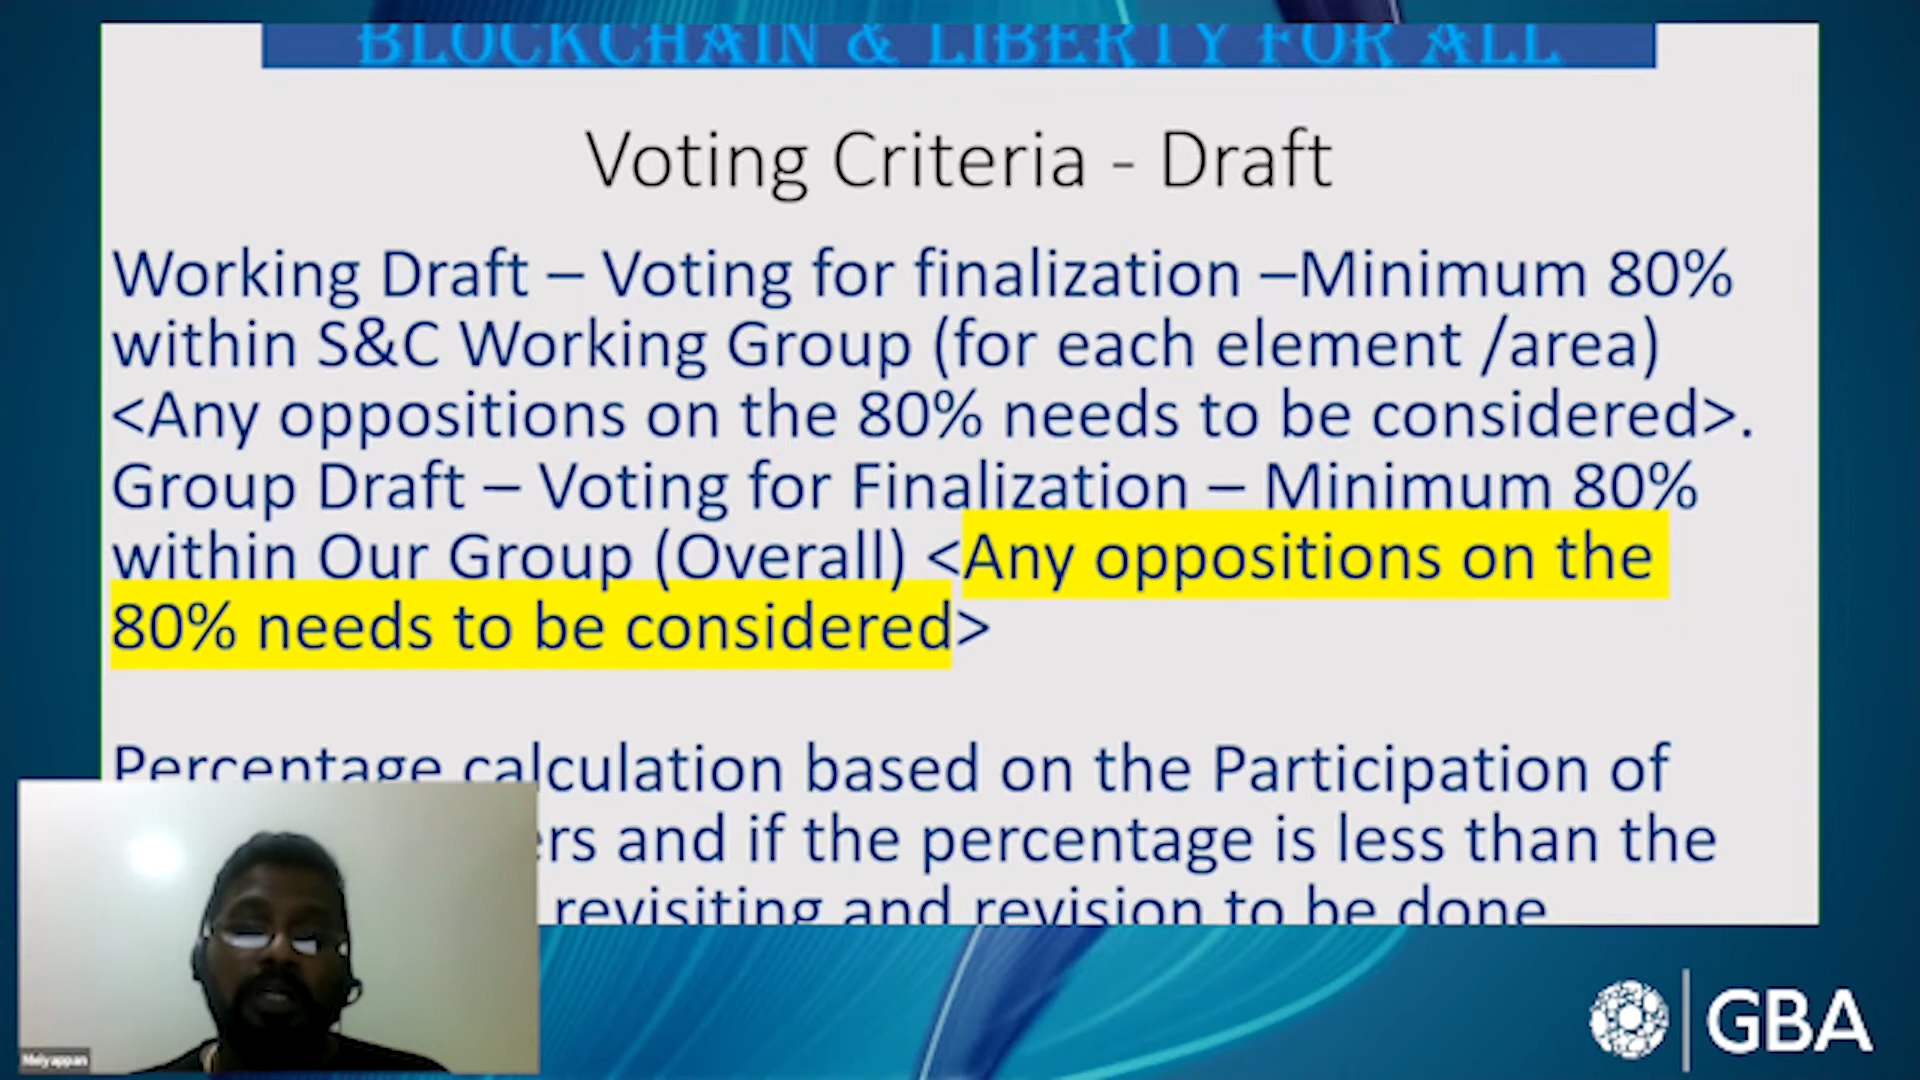 BLOCKCHAIN & LIBERTY FOR ALL
Voting Criteria - Draft
Working Draft – Voting for finalization –Minimum 80%
within S&C Working Group (for each element /area)
<Any oppositions on the 80% needs to be considered>.
Group Draft – Voting for Finalization – Minimum 80%
within Our Group (Overall) <Any oppositions on the
80% needs to be considered>
Percentage calculation based on the Participation of
ers and if the percentage is less than the
revisiting and revision to be done
Meiyappan
GBA